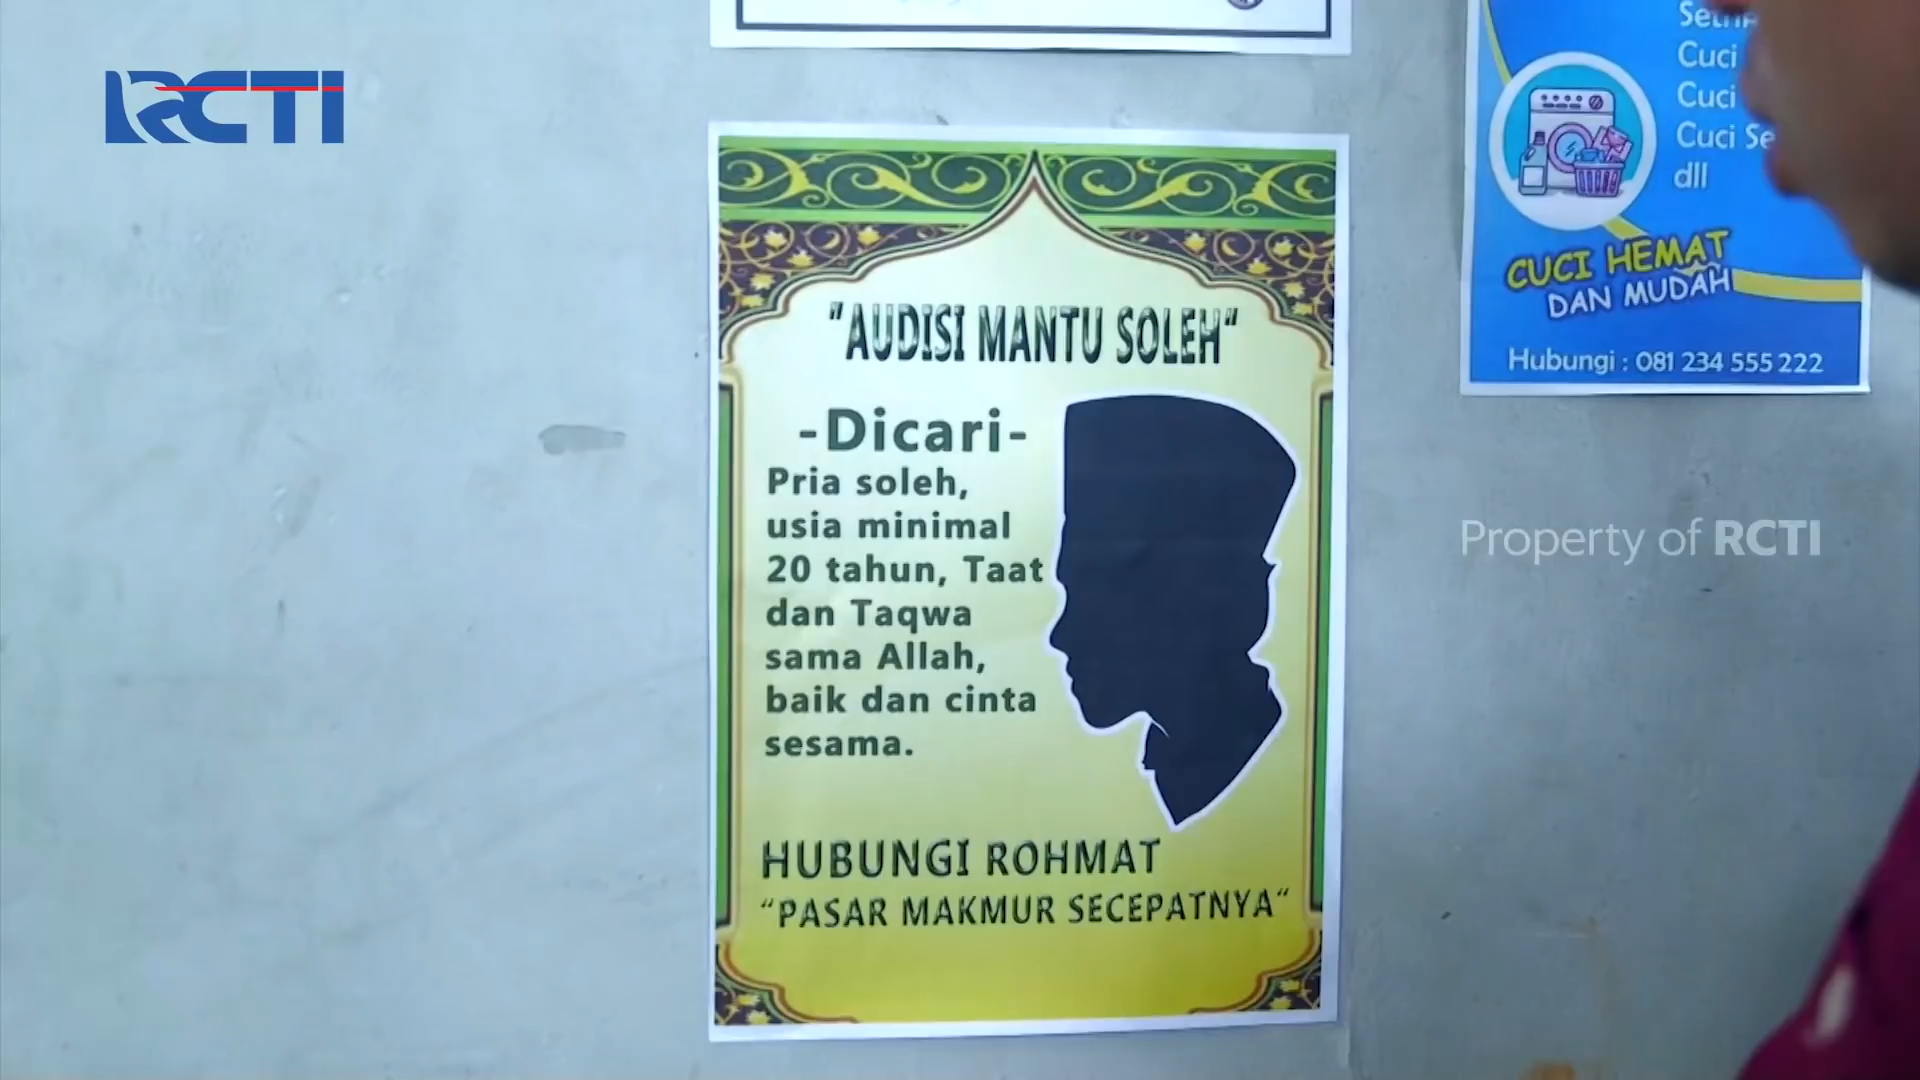 RCTI
"AUDISI MANTU SOLEH"
-Dicari-
Pria soleh,
usia minimal
20 tahun, Taat
dan Taqwa
sama Allah,
baik dan cinta
sesama.
HUBUNGI ROHMAT
"PASAR MAKMUR SECEPATNYA"
Cuci
Cuci
Cuci Se
dll
CUCI HEMAT
DAN MUDAH
Hubungi : 081 234 555 222
Property of RCTI